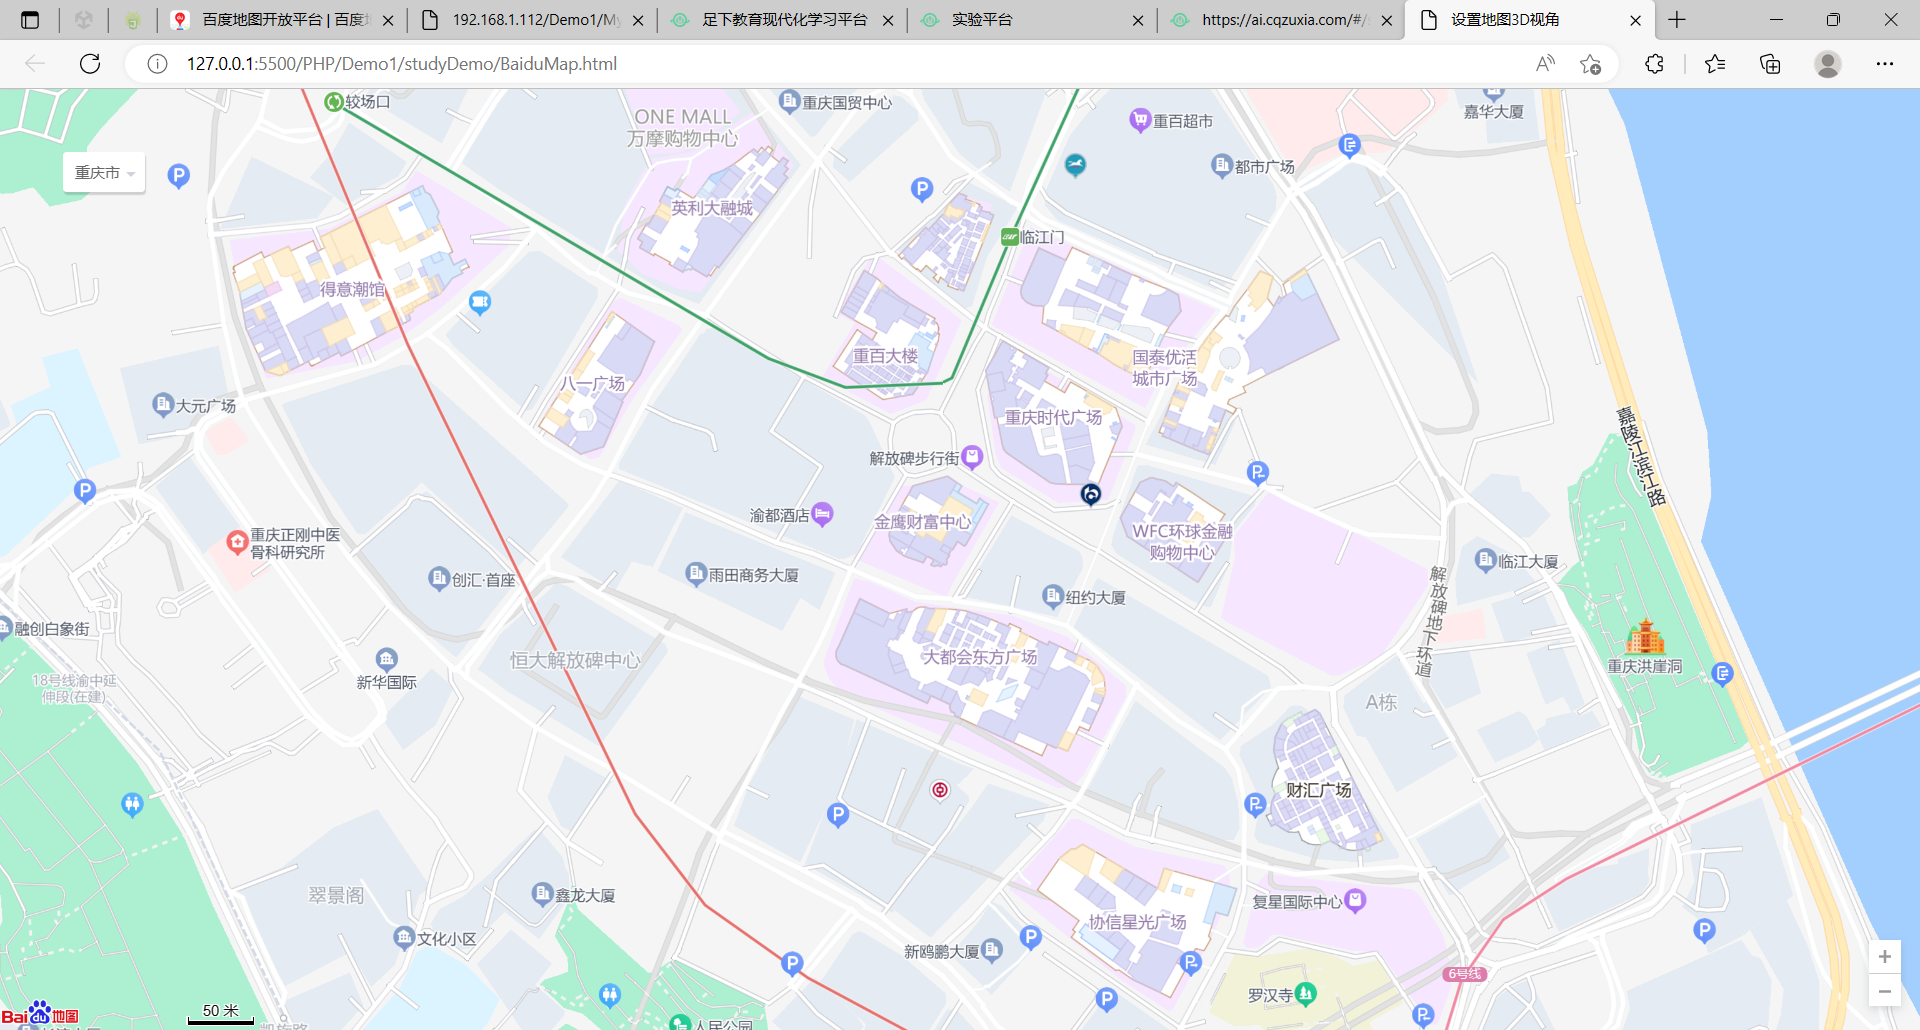 百度地图开放平台 | 百度
192.168.1.112/Demo1/My
足下教育现代化学习平台
实验平台
https://ai.cqzuxia.com/#/
设置地图3D视角
127.0.0.1:5500/PHP/Demo1/studyDemo/BaiduMap.html
较场口
ONE MALL
万摩购物中心
重庆国贸中心
重百超市
嘉华大厦
重庆市
都市广场
英利大融城
临江门
得意潮馆
重百大楼
国泰优活
城市广场
八一广场
大元广场
重庆时代广场
嘉陵江滨江路
解放碑步行街
渝都酒店
金鹰财富中心
WFC环球金融
购物中心
重庆正刚中医
骨科研究所
创汇·首座
雨田商务大厦
纽约大厦
临江大厦
解放碑地下环道
融创白象街
恒大解放碑中心
大都会东方广场
重庆洪崖洞
新华国际
18号线渝中延
伸段(在建)
A栋
财汇广场
翠景阁
鑫龙大厦
复星国际中心
协信星光广场
文化小区
新鸥鹏大厦
6号线
罗汉寺
50 米
Bai du 地图
人民公园